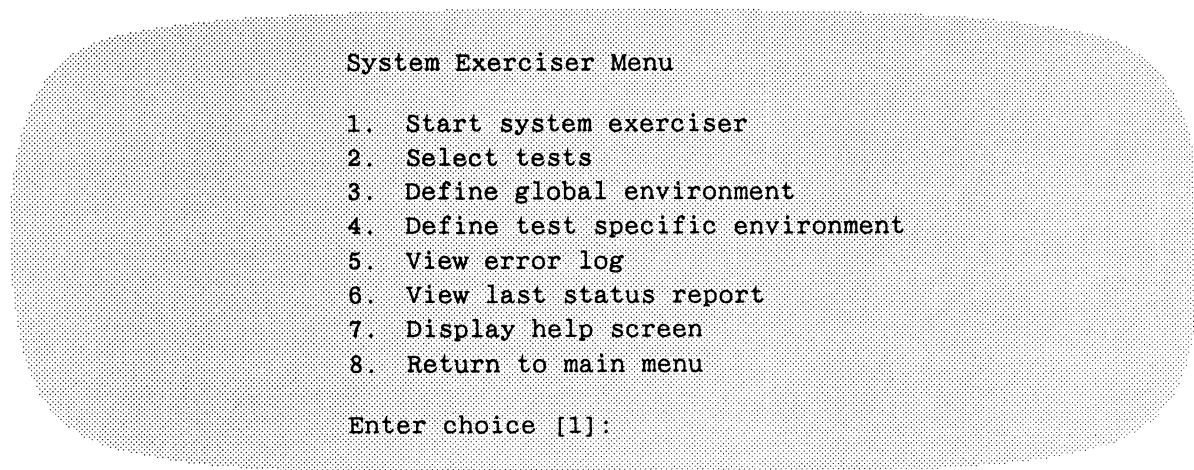 System Exerciser Menu
1. Start system exerciser
2. Select tests
3. Define global environment
4. Define test specific environment
5. View error log
6. View last status report
7. Display help screen
8. Return to main menu
Enter choice [1]: